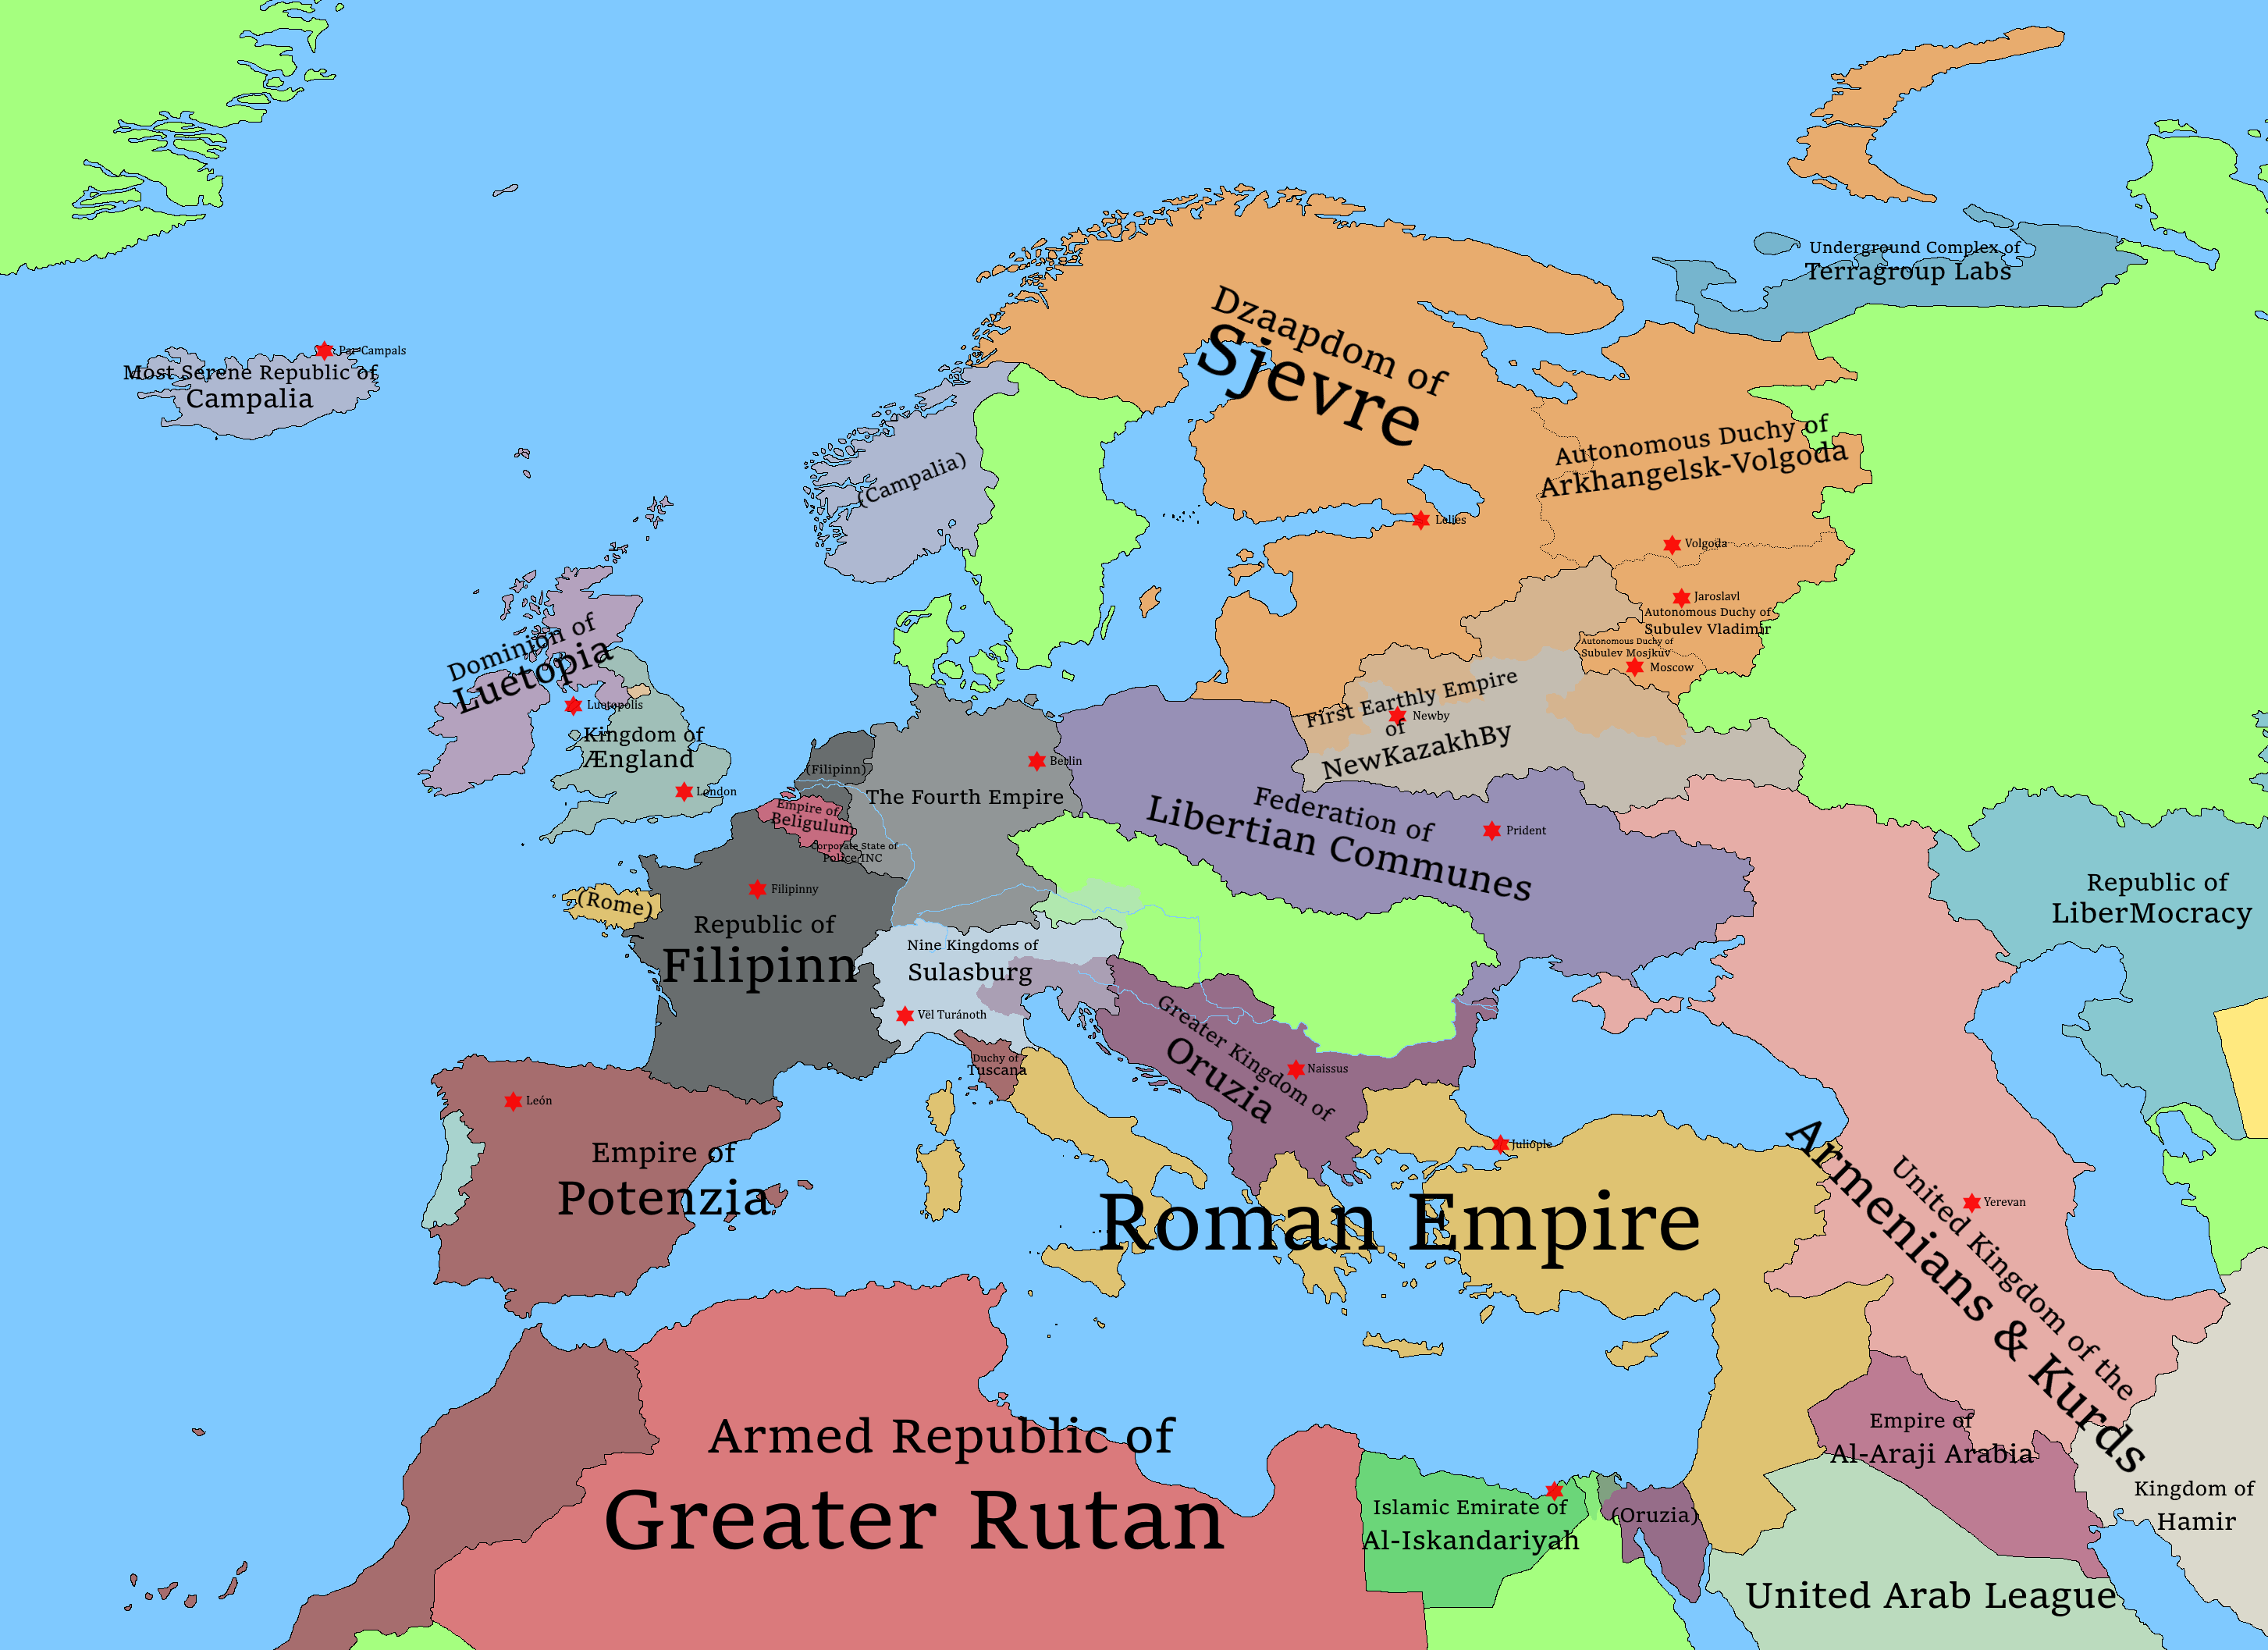 Underground Complex of
Terragroup Labs
Dzaapdom of
Sjevre
Par Campals
Most Serene Republic of
Campalia
(Campalia)
Autonomous Duchy of
Arkhangelsk-Volgoda
Lelies
Volgoda
Jaroslavl
Autonomous Duchy of
Subulev Vladimir
Autonomous Duchy of
Subulev Mosjkuv
Moscow
Dominion of
Luetopia
Luetopolis
Kingdom of
Ængland
London
First Earthly Empire
of
NewKazakhBy
Newby
(Filipinn)
Berlin
The Fourth Empire
Empire of
Beligulum
Corporate State of
Police INC
Federation of
Libertian Communes
Prident
Filipinny
(Rome)
Republic of
Filipinn
Republic of
LiberMocracy
Nine Kingdoms of
Sulasburg
Vël Turánoth
Greater Kingdom of
Oruzia
Naissus
Duchy of
Tuscana
León
Empire of
Potenzia
Juliople
Roman Empire
United Kingdom of the
Armenians & Kurds
Yerevan
Armed Republic of
Greater Rutan
Empire of
Al-Araji Arabia
Kingdom of
Hamir
Islamic Emirate of
Al-Iskandariyah
(Oruzia)
United Arab League